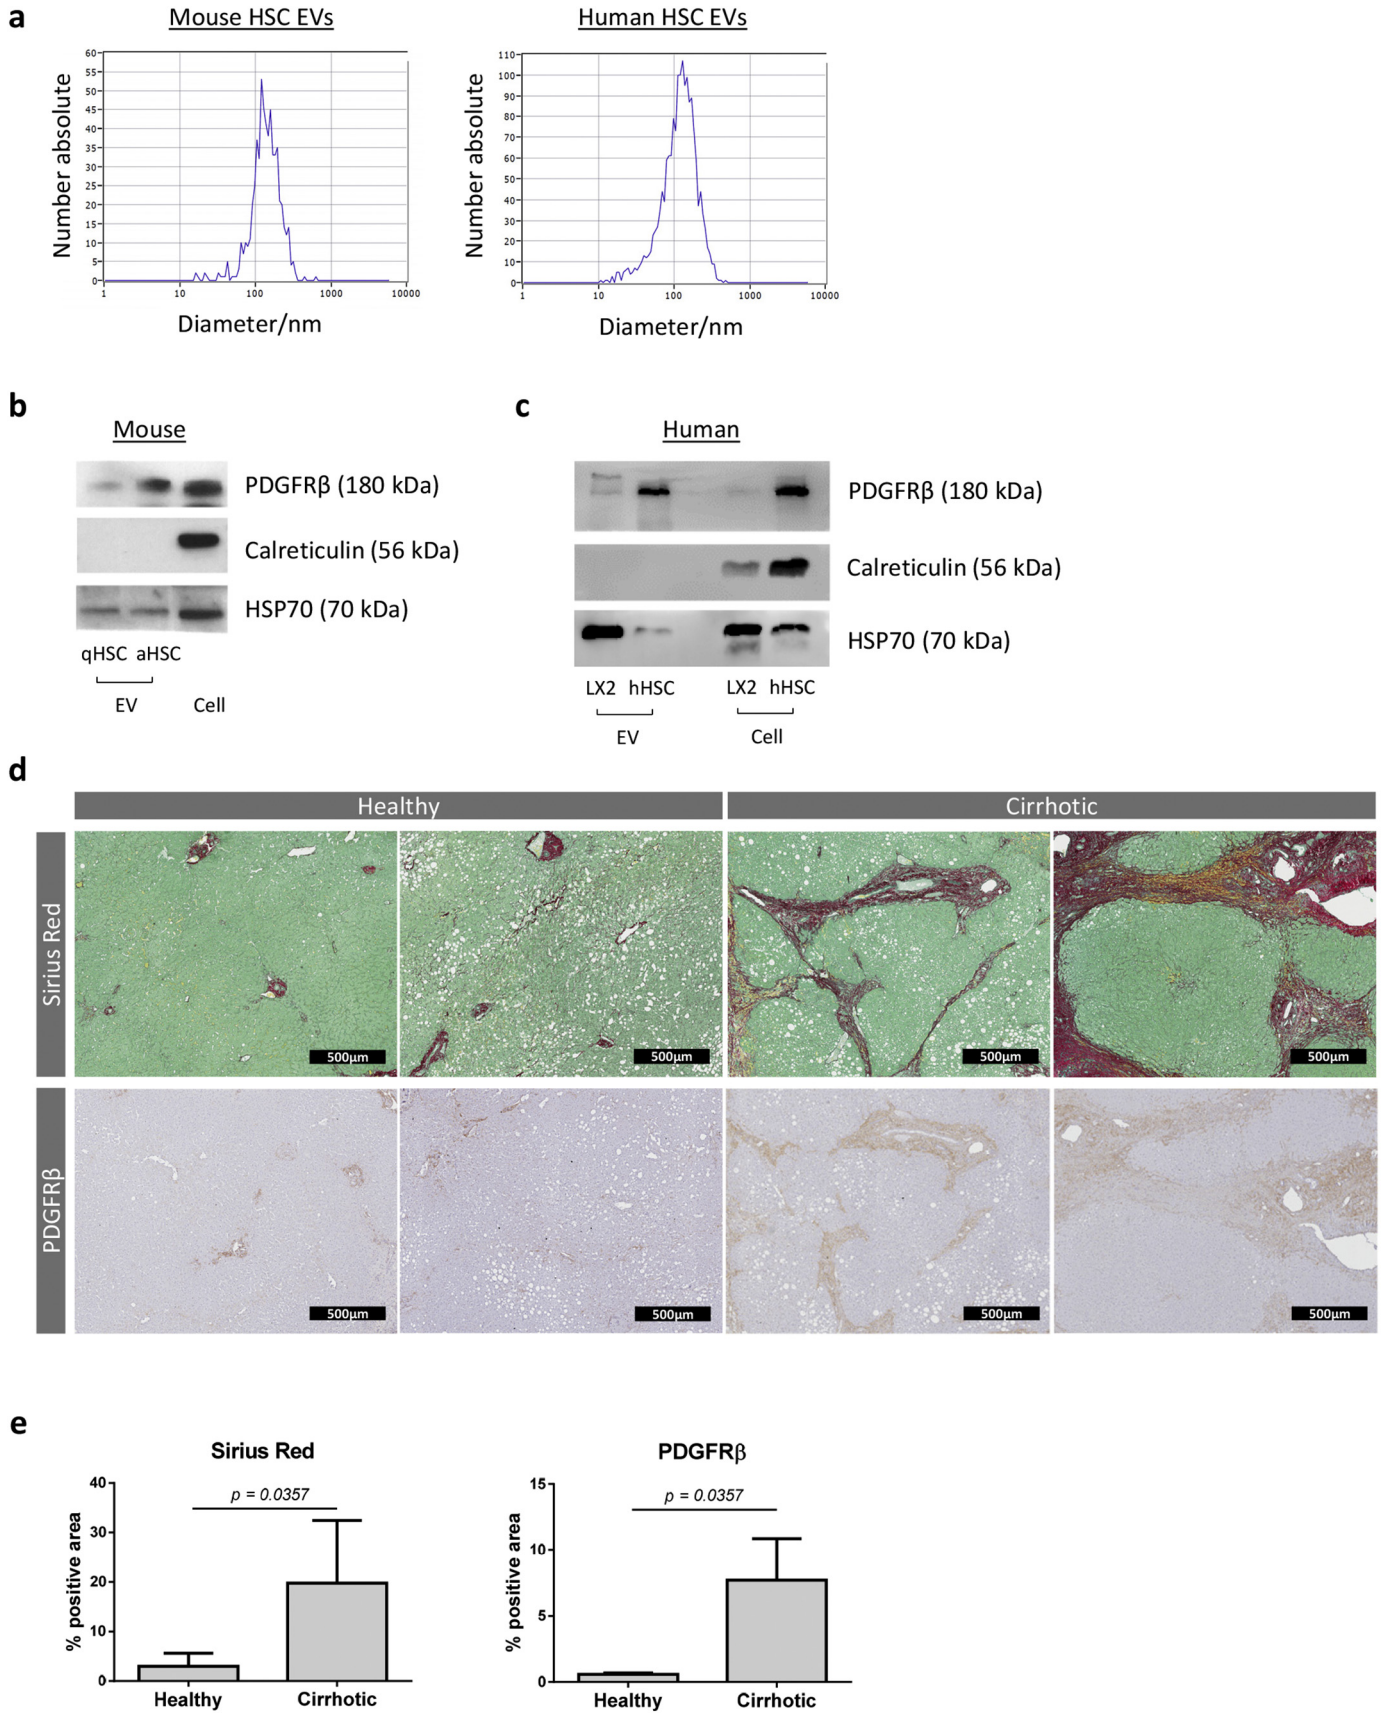 a
Mouse HSC EVs
Human HSC EVs
Number absolute
60
55
50
45
40
35
30
25
20
15
10
5
0
1 10 100 1000 10000
Diameter/nm
Number absolute
110
100
90
80
70
60
50
40
30
20
10
0
1 10 100 1000 10000
Diameter/nm
b
Mouse
PDGFRβ (180 kDa)
Calreticulin (56 kDa)
HSP70 (70 kDa)
qHSC aHSC
EV Cell
c
Human
PDGFRβ (180 kDa)
Calreticulin (56 kDa)
HSP70 (70 kDa)
LX2 hHSC LX2 hHSC
EV Cell
d
Healthy Cirrhotic
Sirius Red
500μm 500μm 500μm 500μm
PDGFRβ
500μm 500μm 500μm 500μm
e
Sirius Red
% positive area
40
30
20
10
0
p = 0.0357
Healthy Cirrhotic
PDGFRβ
% positive area
15
10
5
0
p = 0.0357
Healthy Cirrhotic